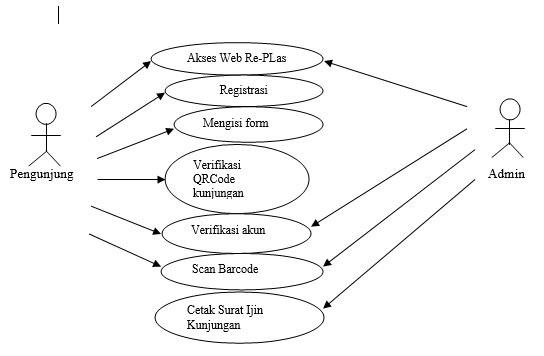 Akses Web Re-PLas
Registrasi
Mengisi form
Pengunjung
Verifikasi
QRCode
kunjungan
Admin
Verifikasi akun
Scan Barcode
Cetak Surat Ijin
Kunjungan